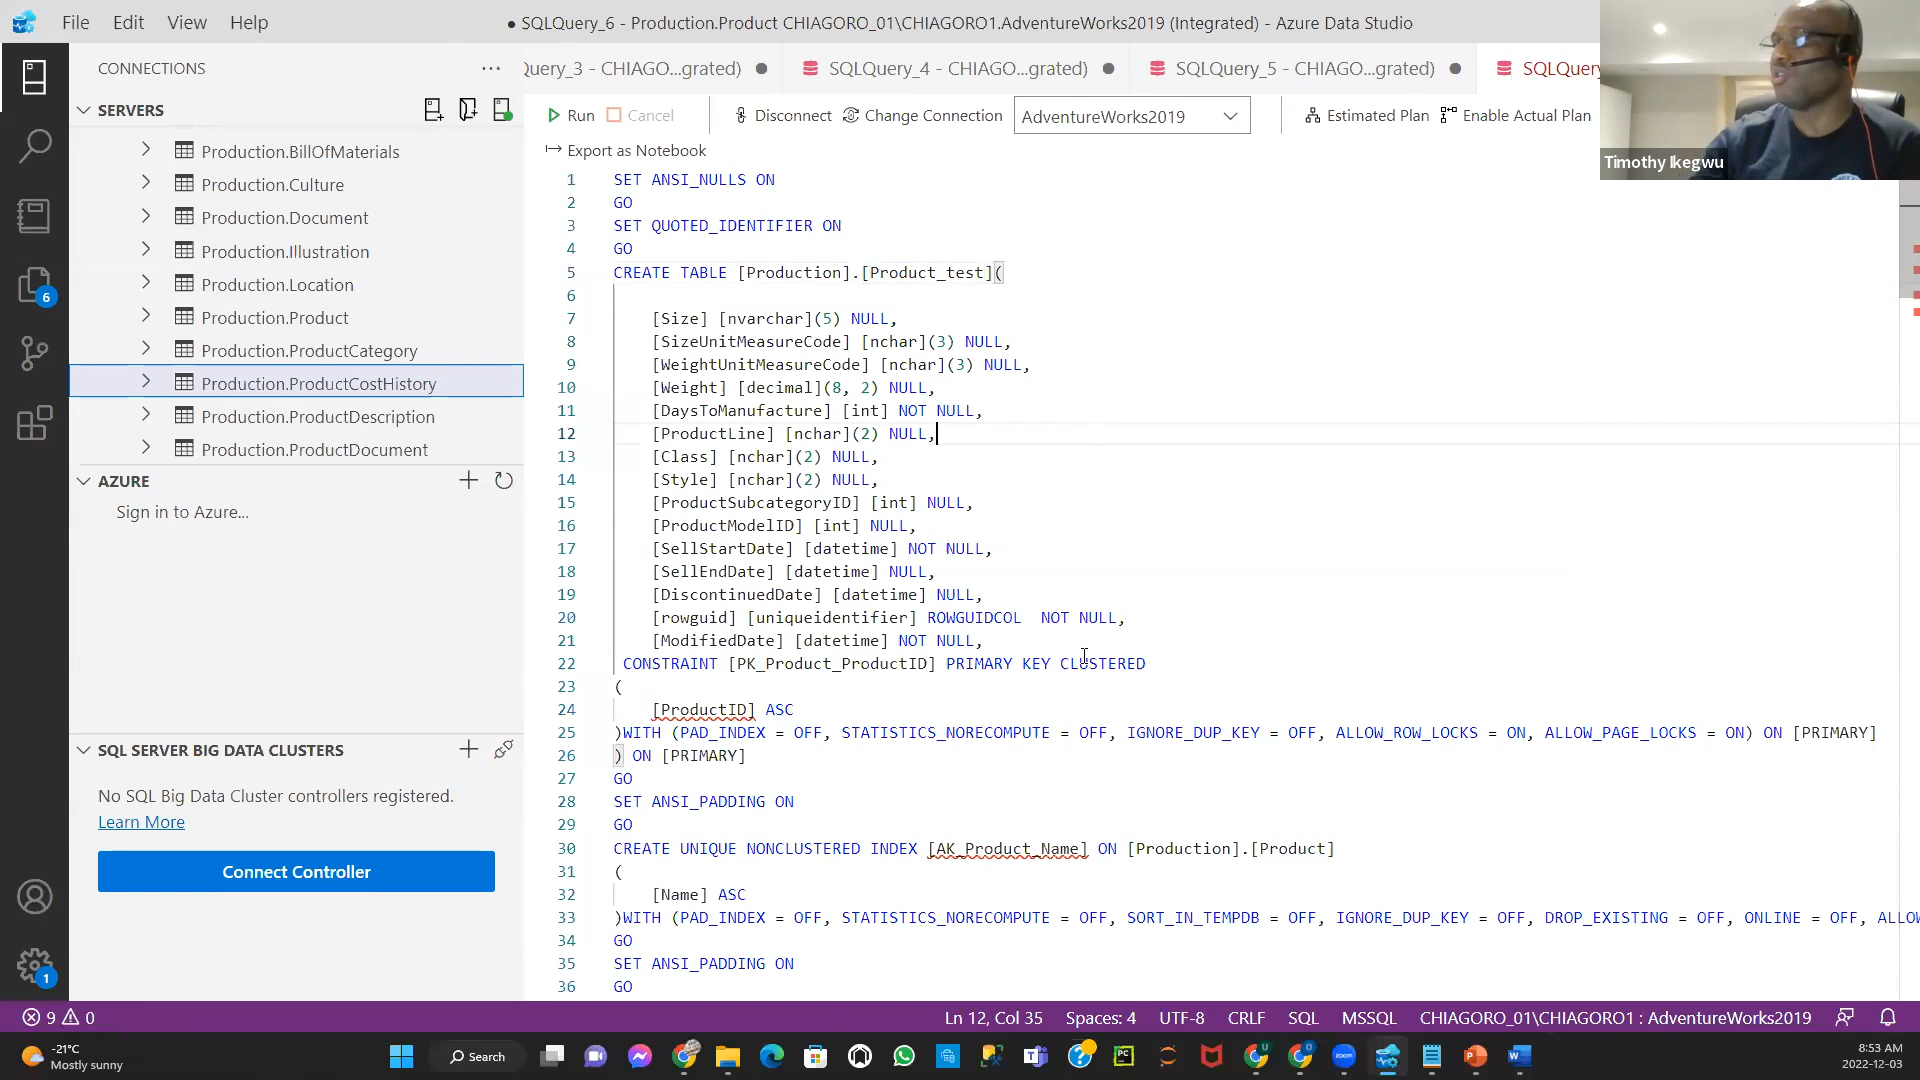 File Edit View Help
● SQLQuery_6 - Production.Product CHIAGORO_01\CHIAGORO1.AdventureWorks2019 (Integrated) - Azure Data Studio
CONNECTIONS
Query_3 - CHIAGO...grated)
SQLQuery_4 - CHIAGO...grated)
SQLQuery_5 - CHIAGO...grated)
SQLQuery
SERVERS
Run
Cancel
Disconnect
Change Connection
AdventureWorks2019
Estimated Plan
Enable Actual Plan
Export as Notebook
Timothy Ikegwu
Production.BillOfMaterials
Production.Culture
Production.Document
Production.Illustration
Production.Location
Production.Product
Production.ProductCategory
Production.ProductCostHistory
Production.ProductDescription
Production.ProductDocument
AZURE
Sign in to Azure...
SQL SERVER BIG DATA CLUSTERS
No SQL Big Data Cluster controllers registered.
Learn More
Connect Controller
6
1
1 SET ANSI_NULLS ON
2 GO
3 SET QUOTED_IDENTIFIER ON
4 GO
5 CREATE TABLE [Production].[Product_test](
6
7 [Size] [nvarchar](5) NULL,
8 [SizeUnitMeasureCode] [nchar](3) NULL,
9 [WeightUnitMeasureCode] [nchar](3) NULL,
10 [Weight] [decimal](8, 2) NULL,
11 [DaysToManufacture] [int] NOT NULL,
12 [ProductLine] [nchar](2) NULL,
13 [Class] [nchar](2) NULL,
14 [Style] [nchar](2) NULL,
15 [ProductSubcategoryID] [int] NULL,
16 [ProductModelID] [int] NULL,
17 [SellStartDate] [datetime] NOT NULL,
18 [SellEndDate] [datetime] NULL,
19 [DiscontinuedDate] [datetime] NULL,
20 [rowguid] [uniqueidentifier] ROWGUIDCOL  NOT NULL,
21 [ModifiedDate] [datetime] NOT NULL,
22 CONSTRAINT [PK_Product_ProductID] PRIMARY KEY CLUSTERED
23 (
24 [ProductID] ASC
25 )WITH (PAD_INDEX = OFF, STATISTICS_NORECOMPUTE = OFF, IGNORE_DUP_KEY = OFF, ALLOW_ROW_LOCKS = ON, ALLOW_PAGE_LOCKS = ON) ON [PRIMARY]
26 ) ON [PRIMARY]
27 GO
28 SET ANSI_PADDING ON
29 GO
30 CREATE UNIQUE NONCLUSTERED INDEX [AK_Product_Name] ON [Production].[Product]
31 (
32 [Name] ASC
33 )WITH (PAD_INDEX = OFF, STATISTICS_NORECOMPUTE = OFF, SORT_IN_TEMPDB = OFF, IGNORE_DUP_KEY = OFF, DROP_EXISTING = OFF, ONLINE = OFF, ALLOW
34 GO
35 SET ANSI_PADDING ON
36 GO
9 0
Ln 12, Col 35 Spaces: 4 UTF-8 CRLF SQL MSSQL CHIAGORO_01\CHIAGORO1 : AdventureWorks2019
-21°C
Mostly sunny
Search
8:53 AM
2022-12-03